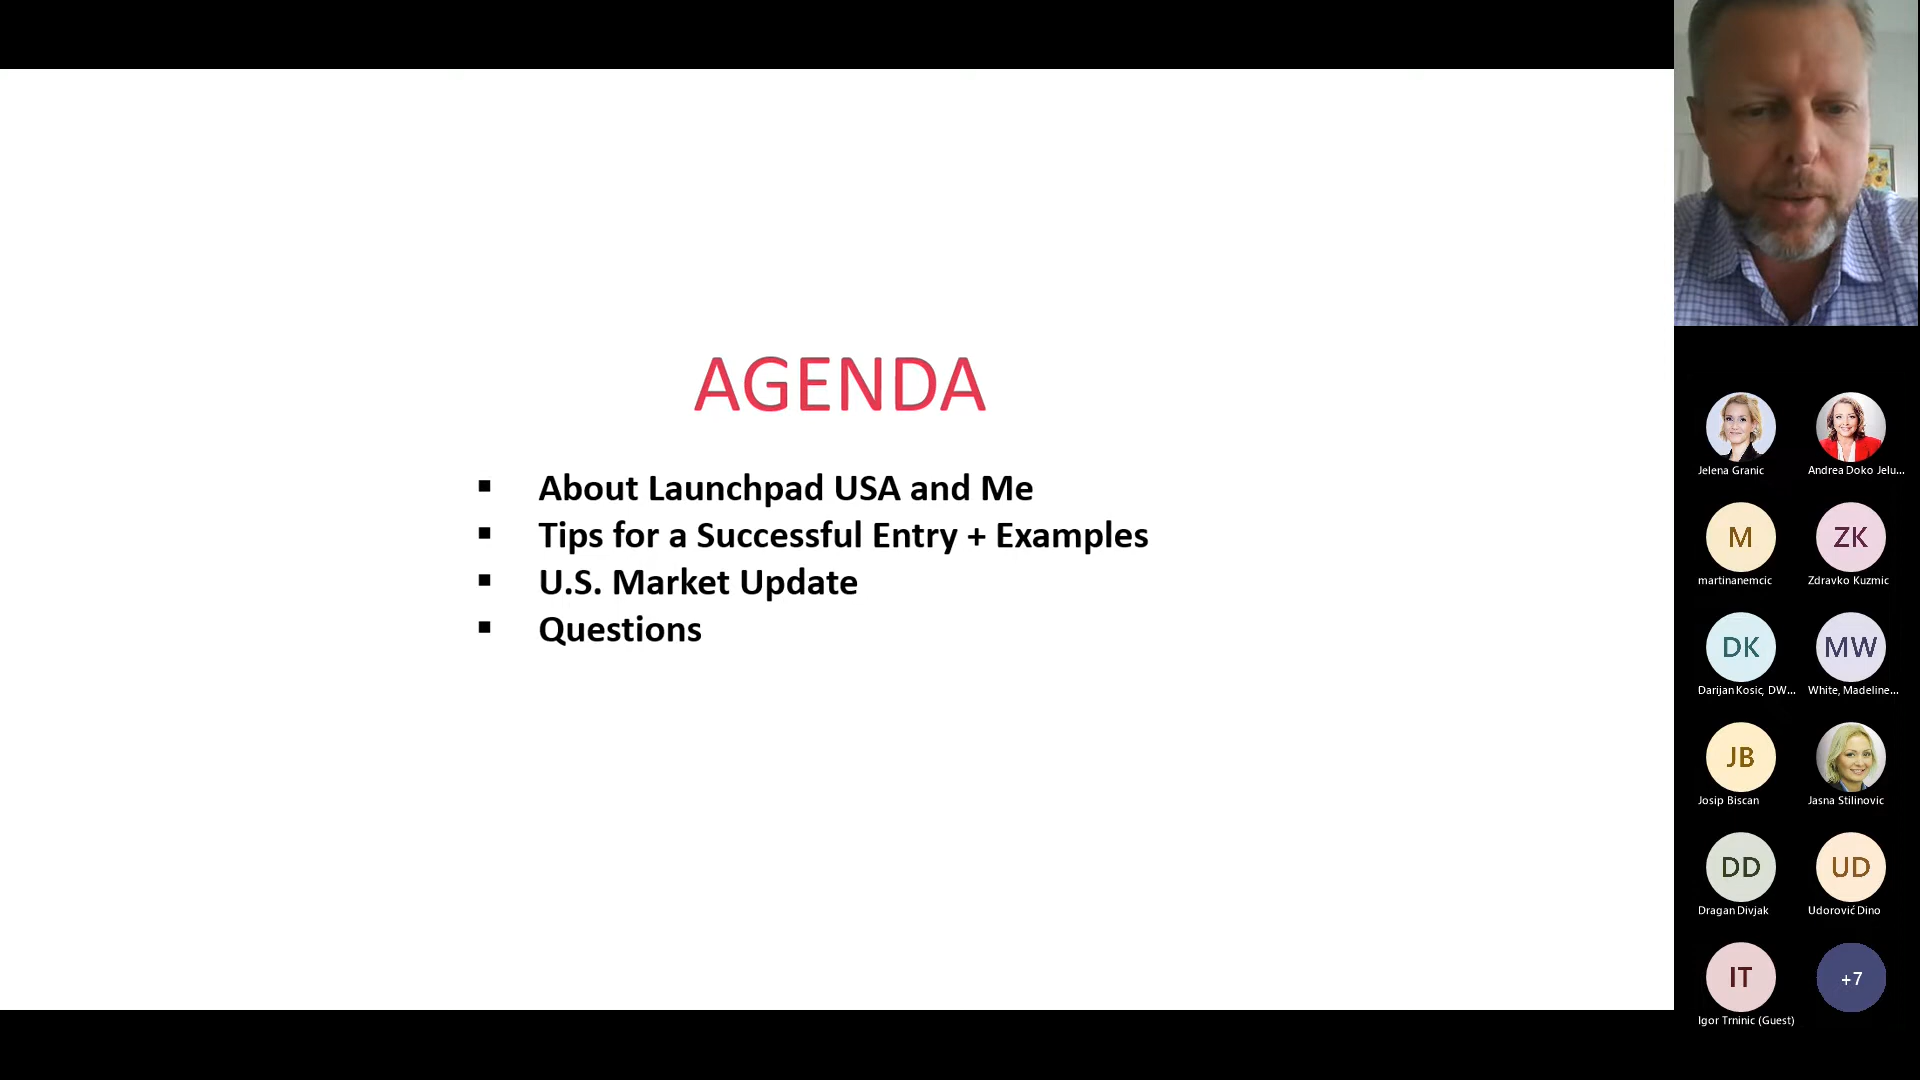 AGENDA
▪ About Launchpad USA and Me
▪ Tips for a Successful Entry + Examples
▪ U.S. Market Update
▪ Questions
Jelena Granic
Andrea Doko Jelu...
M
martinanemcic
ZK
Zdravko Kuzmic
DK
Darijan Kosic, DW...
MW
White, Madeline...
JB
Josip Biscan
Jasna Stilinovic
DD
Dragan Divjak
UD
Udorović Dino
IT
Igor Trninic (Guest)
+7